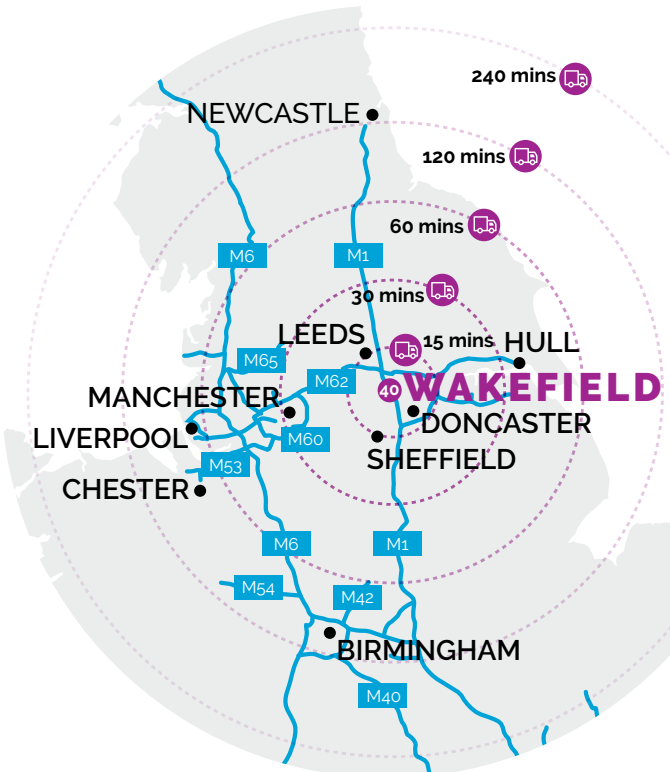 240 mins
NEWCASTLE
120 mins
60 mins
M6
M1
30 mins
15 mins
LEEDS
HULL
M65
M62
40
WAKEFIELD
MANCHESTER
DONCASTER
LIVERPOOL
M60
SHEFFIELD
M53
CHESTER
M6
M1
M54
M42
BIRMINGHAM
M40